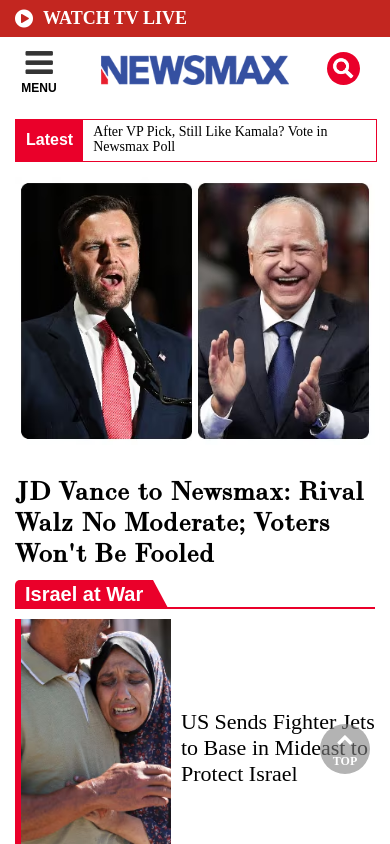 WATCH TV LIVE
MENU
NEWSMAX
Latest
After VP Pick, Still Like Kamala? Vote in
Newsmax Poll
JD Vance to Newsmax: Rival
Walz No Moderate; Voters
Won't Be Fooled
Israel at War
US Sends Fighter Jets
to Base in Mideast to
Protect Israel
TOP